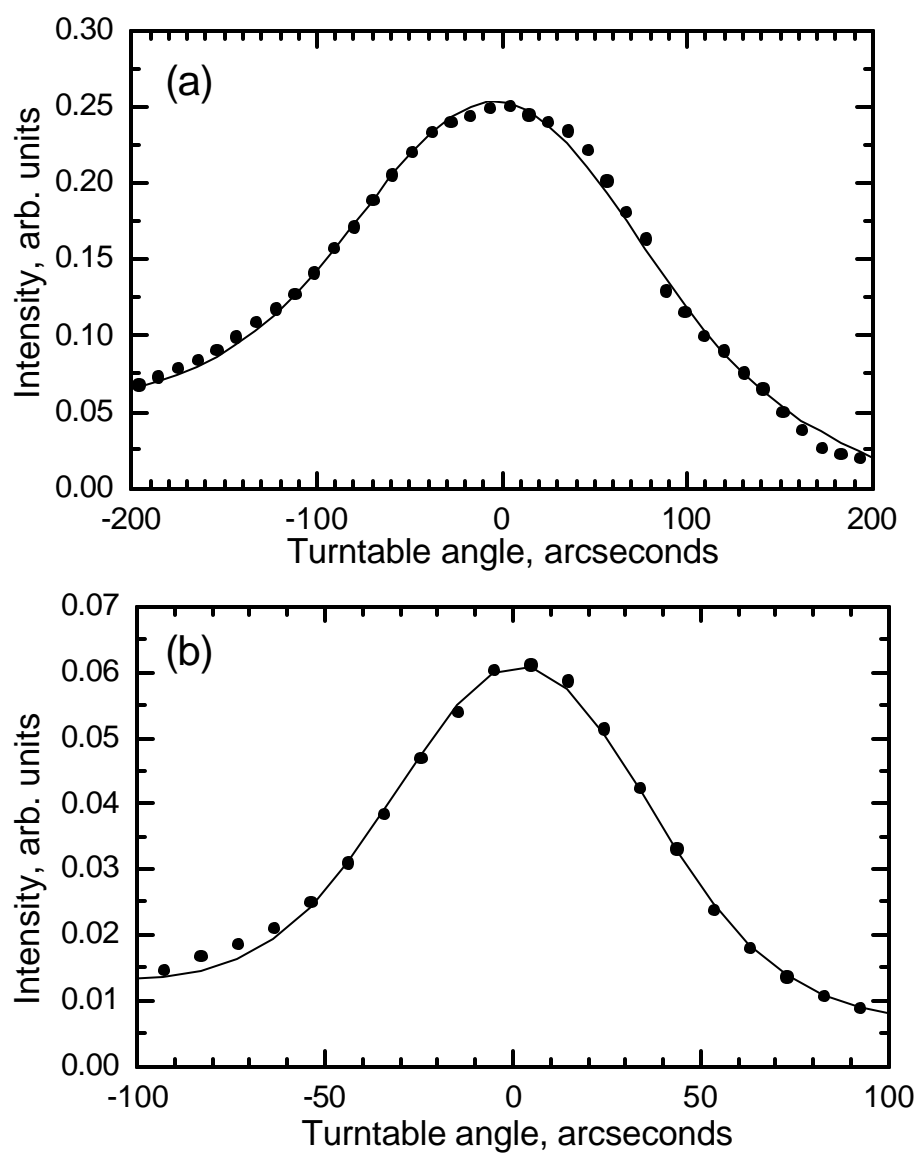 (a)
Intensity, arb. units
0.30
0.25
0.20
0.15
0.10
0.05
0.00
-200 -100 0 100 200
Turntable angle, arcseconds
(b)
Intensity, arb. units
0.07
0.06
0.05
0.04
0.03
0.02
0.01
0.00
-100 -50 0 50 100
Turntable angle, arcseconds